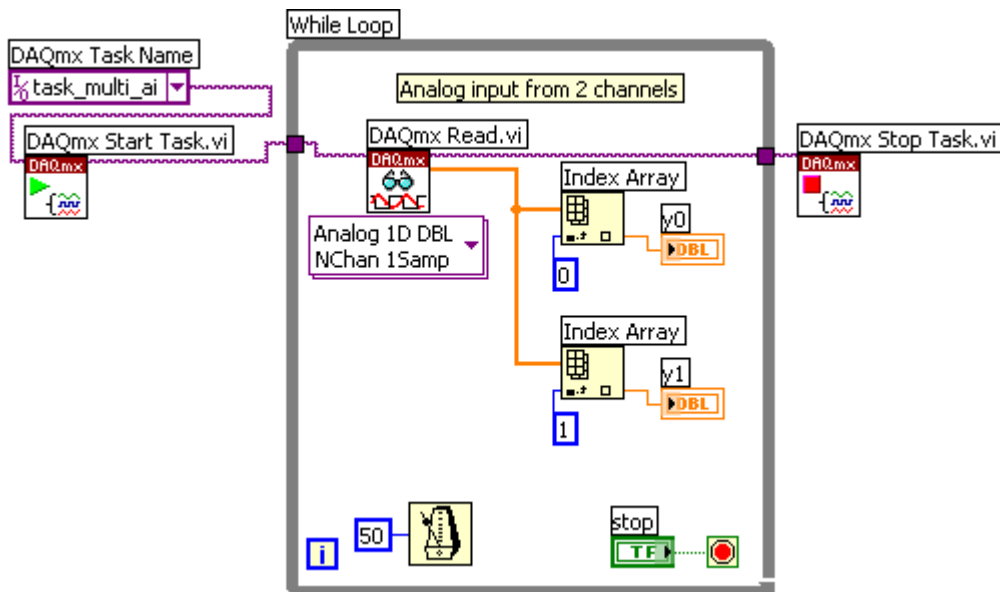 While Loop
DAQmx Task Name
I/O task_multi_ai
Analog input from 2 channels
DAQmx Start Task.vi
DAQmx
DAQmx Read.vi
DAQmx
DAQmx Stop Task.vi
DAQmx
Analog 1D DBL
NChan 1Samp
Index Array
0
y0
DBL
Index Array
1
y1
DBL
i
50
stop
TF